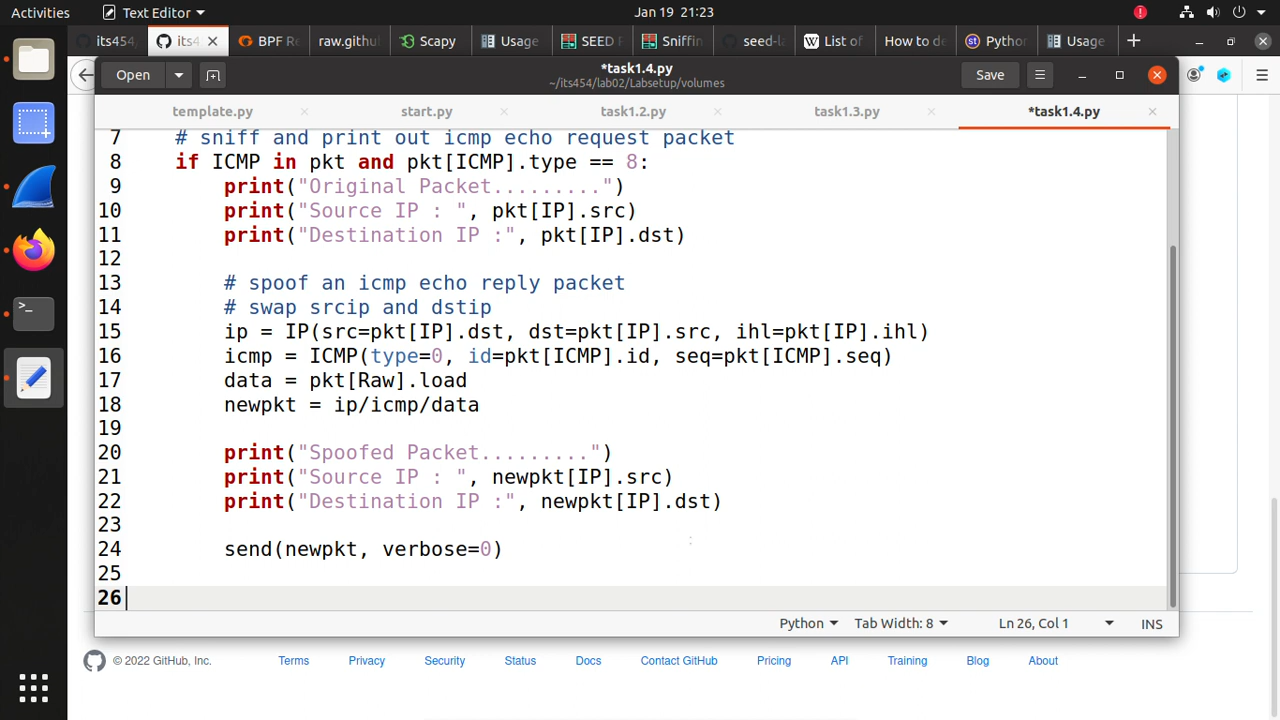 Activities
Text Editor
Jan 19 21:23
its454
its4
BPF Re
raw.githu
Scapy
Usage
SEED
Sniffin
seed-la
List of
How to de
Python
Usage
Open
*task1.4.py
~/its454/lab02/Labsetup/volumes
Save
template.py
start.py
task1.2.py
task1.3.py
*task1.4.py
7 # sniff and print out icmp echo request packet
8 if ICMP in pkt and pkt[ICMP].type == 8:
9 print("Original Packet.........")
10 print("Source IP : ", pkt[IP].src)
11 print("Destination IP :", pkt[IP].dst)
12
13 # spoof an icmp echo reply packet
14 # swap srcip and dstip
15 ip = IP(src=pkt[IP].dst, dst=pkt[IP].src, ihl=pkt[IP].ihl)
16 icmp = ICMP(type=0, id=pkt[ICMP].id, seq=pkt[ICMP].seq)
17 data = pkt[Raw].load
18 newpkt = ip/icmp/data
19
20 print("Spoofed Packet.........")
21 print("Source IP : ", newpkt[IP].src)
22 print("Destination IP :", newpkt[IP].dst)
23
24 send(newpkt, verbose=0)
25
26
Python
Tab Width: 8
Ln 26, Col 1
INS
© 2022 GitHub, Inc.
Terms
Privacy
Security
Status
Docs
Contact GitHub
Pricing
API
Training
Blog
About